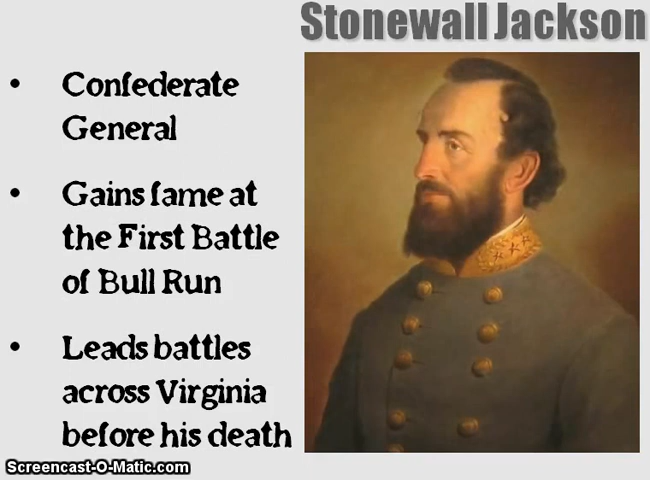 Stonewall Jackson
• Confederate
General
• Gains fame at
the First Battle
of Bull Run
• Leads battles
across Virginia
before his death
Screencast-O-Matic.com